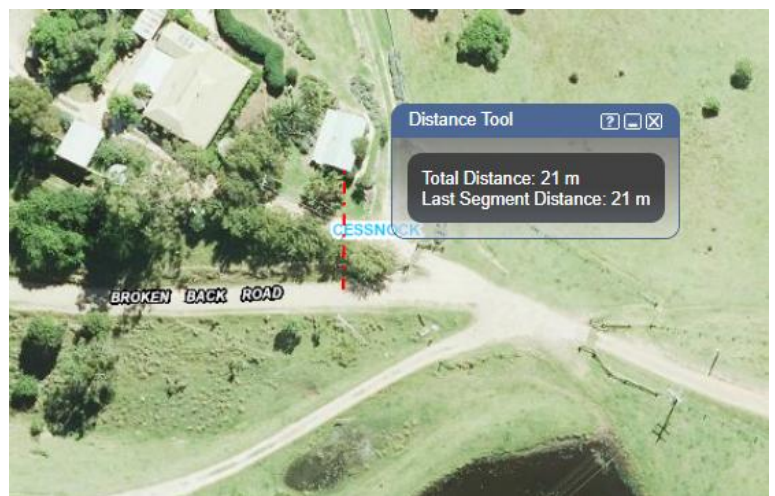 Distance Tool
Total Distance: 21 m
Last Segment Distance: 21 m
CESSNOCK
BROKEN BACK ROAD